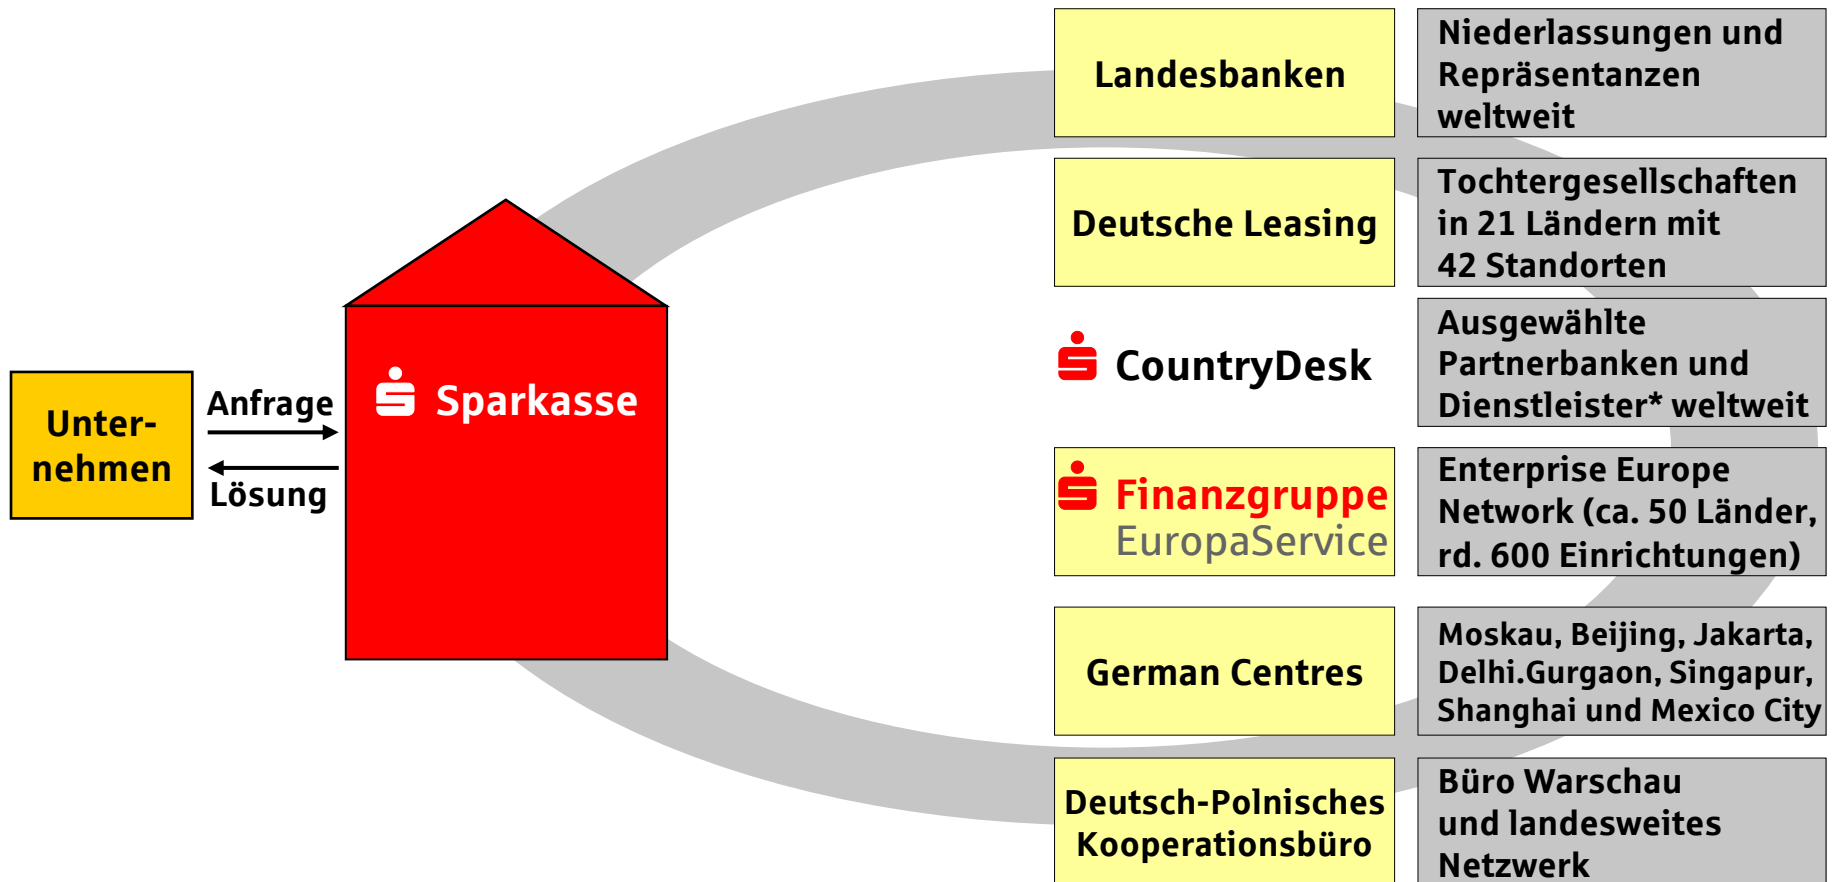 Unter-
nehmen
Anfrage
Lösung
Sparkasse
Landesbanken
Niederlassungen und
Repräsentanzen
weltweit
Deutsche Leasing
Tochtergesellschaften
in 21 Ländern mit
42 Standorten
CountryDesk
Ausgewählte
Partnerbanken und
Dienstleister* weltweit
Finanzgruppe
EuropaService
Enterprise Europe
Network (ca. 50 Länder,
rd. 600 Einrichtungen)
German Centres
Moskau, Beijing, Jakarta,
Delhi.Gurgaon, Singapur,
Shanghai und Mexico City
Deutsch-Polnisches
Kooperationsbüro
Büro Warschau
und landesweites
Netzwerk